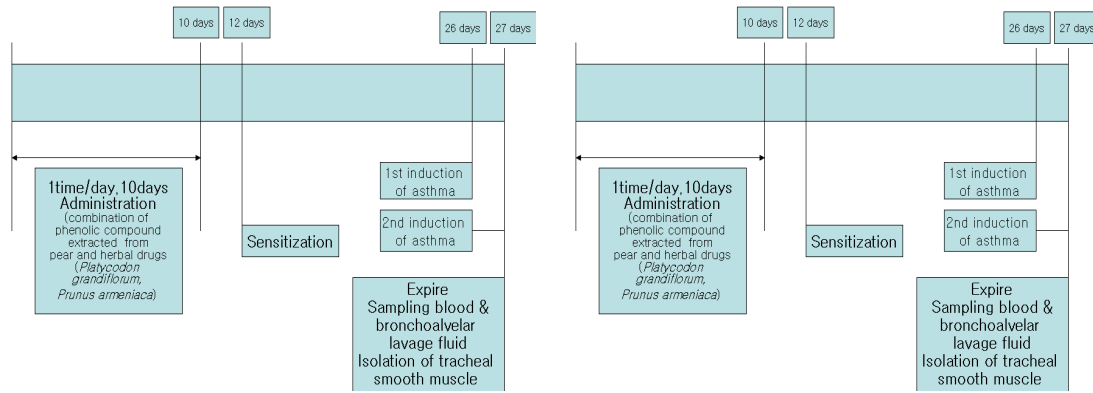 10 days
12 days
26 days
27 days
1time/day, 10days
Administration
(combination of
phenolic compound
extracted from
pear and herbal drugs
(Platycodon
grandiflorum,
Prunus armeniaca)
Sensitization
1st induction
of asthma
2nd induction
of asthma
Expire
Sampling blood &
bronchoalvelar
lavage fluid
Isolation of tracheal
smooth muscle
10 days
12 days
26 days
27 days
1time/day, 10days
Administration
(combination of
phenolic compound
extracted from
pear and herbal drugs
(Platycodon
grandiflorum,
Prunus armeniaca)
Sensitization
1st induction
of asthma
2nd induction
of asthma
Expire
Sampling blood &
bronchoalvelar
lavage fluid
Isolation of tracheal
smooth muscle